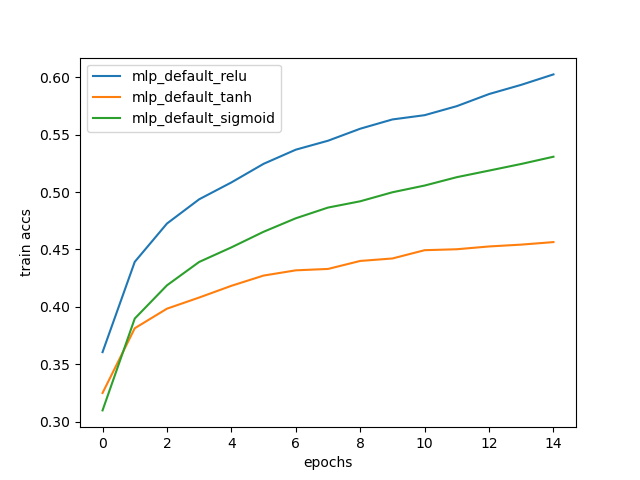 mlp_default_relu
mlp_default_tanh
mlp_default_sigmoid
train accs
0.60
0.55
0.50
0.45
0.40
0.35
0.30
0 2 4 6 8 10 12 14
epochs